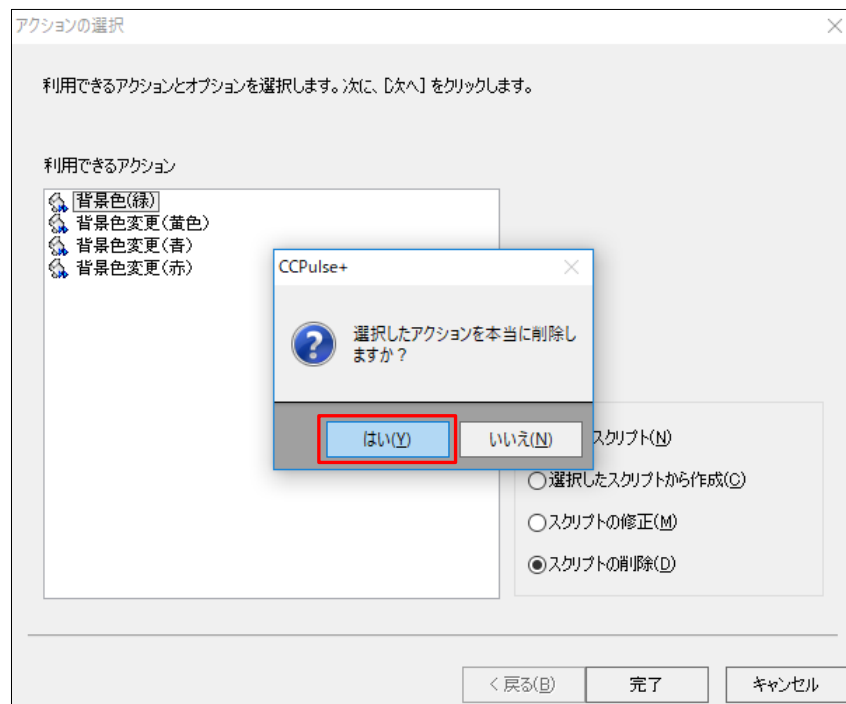 アクションの選択
利用できるアクションとオプションを選択します。次に、[次へ] をクリックします。
利用できるアクション
背景色(緑)
背景色変更(黄色)
背景色変更(青)
背景色変更(赤)
CCPulse+
選択したアクションを本当に削除し
ますか？
はい(Y)
いいえ(N)
スクリプト(N)
選択したスクリプトから作成(C)
スクリプトの修正(M)
スクリプトの削除(D)
< 戻る(B)
完了
キャンセル